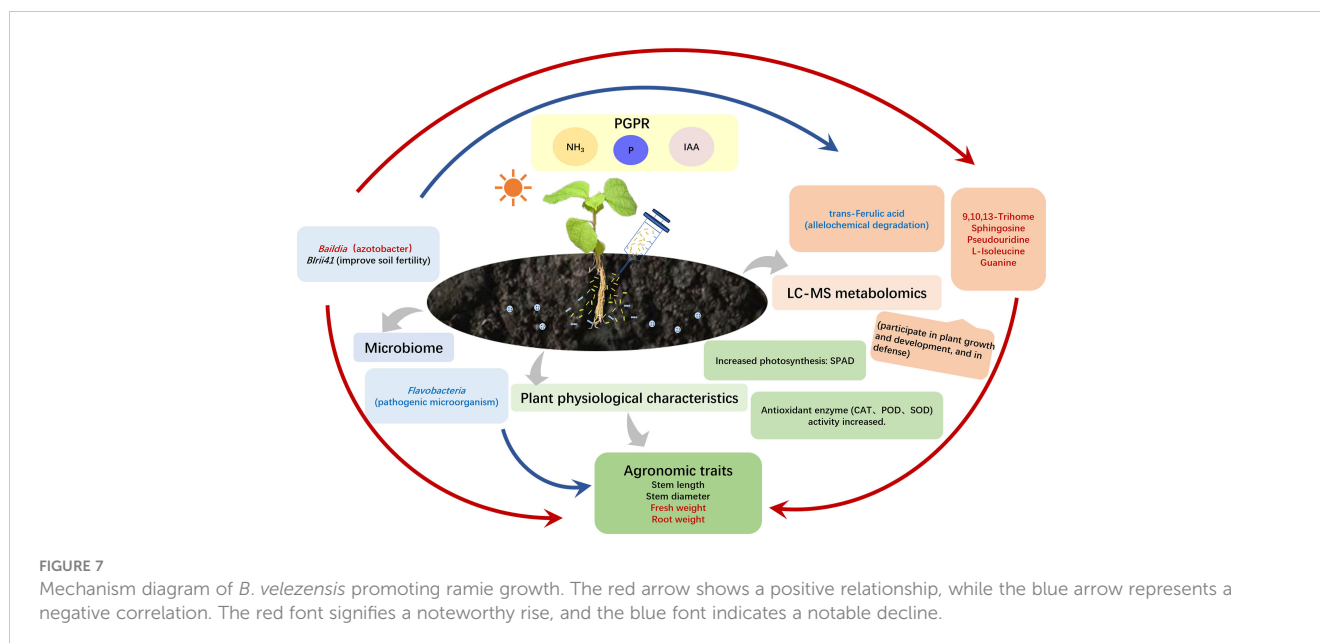 PGPR
NH₃
P
IAA
Baildia（azotobacter）
Blrii41 (improve soil fertility)
trans-Ferulic acid
(allelochemical degradation)
9,10,13-Trihome
Sphingosine
Pseudouridine
L-Isoleucine
Guanine
LC-MS metabolomics
(participate in plant growth
and development, and in
defense)
Microbiome
Increased photosynthesis: SPAD
Flavobacteria
(pathogenic microorganism)
Plant physiological characteristics
Antioxidant enzyme (CAT、POD、SOD)
activity increased.
Agronomic traits
Stem length
Stem diameter
Fresh weight
Root weight
FIGURE 7
Mechanism diagram of B. velezensis promoting ramie growth. The red arrow shows a positive relationship, while the blue arrow represents a
negative correlation. The red font signifies a noteworthy rise, and the blue font indicates a notable decline.